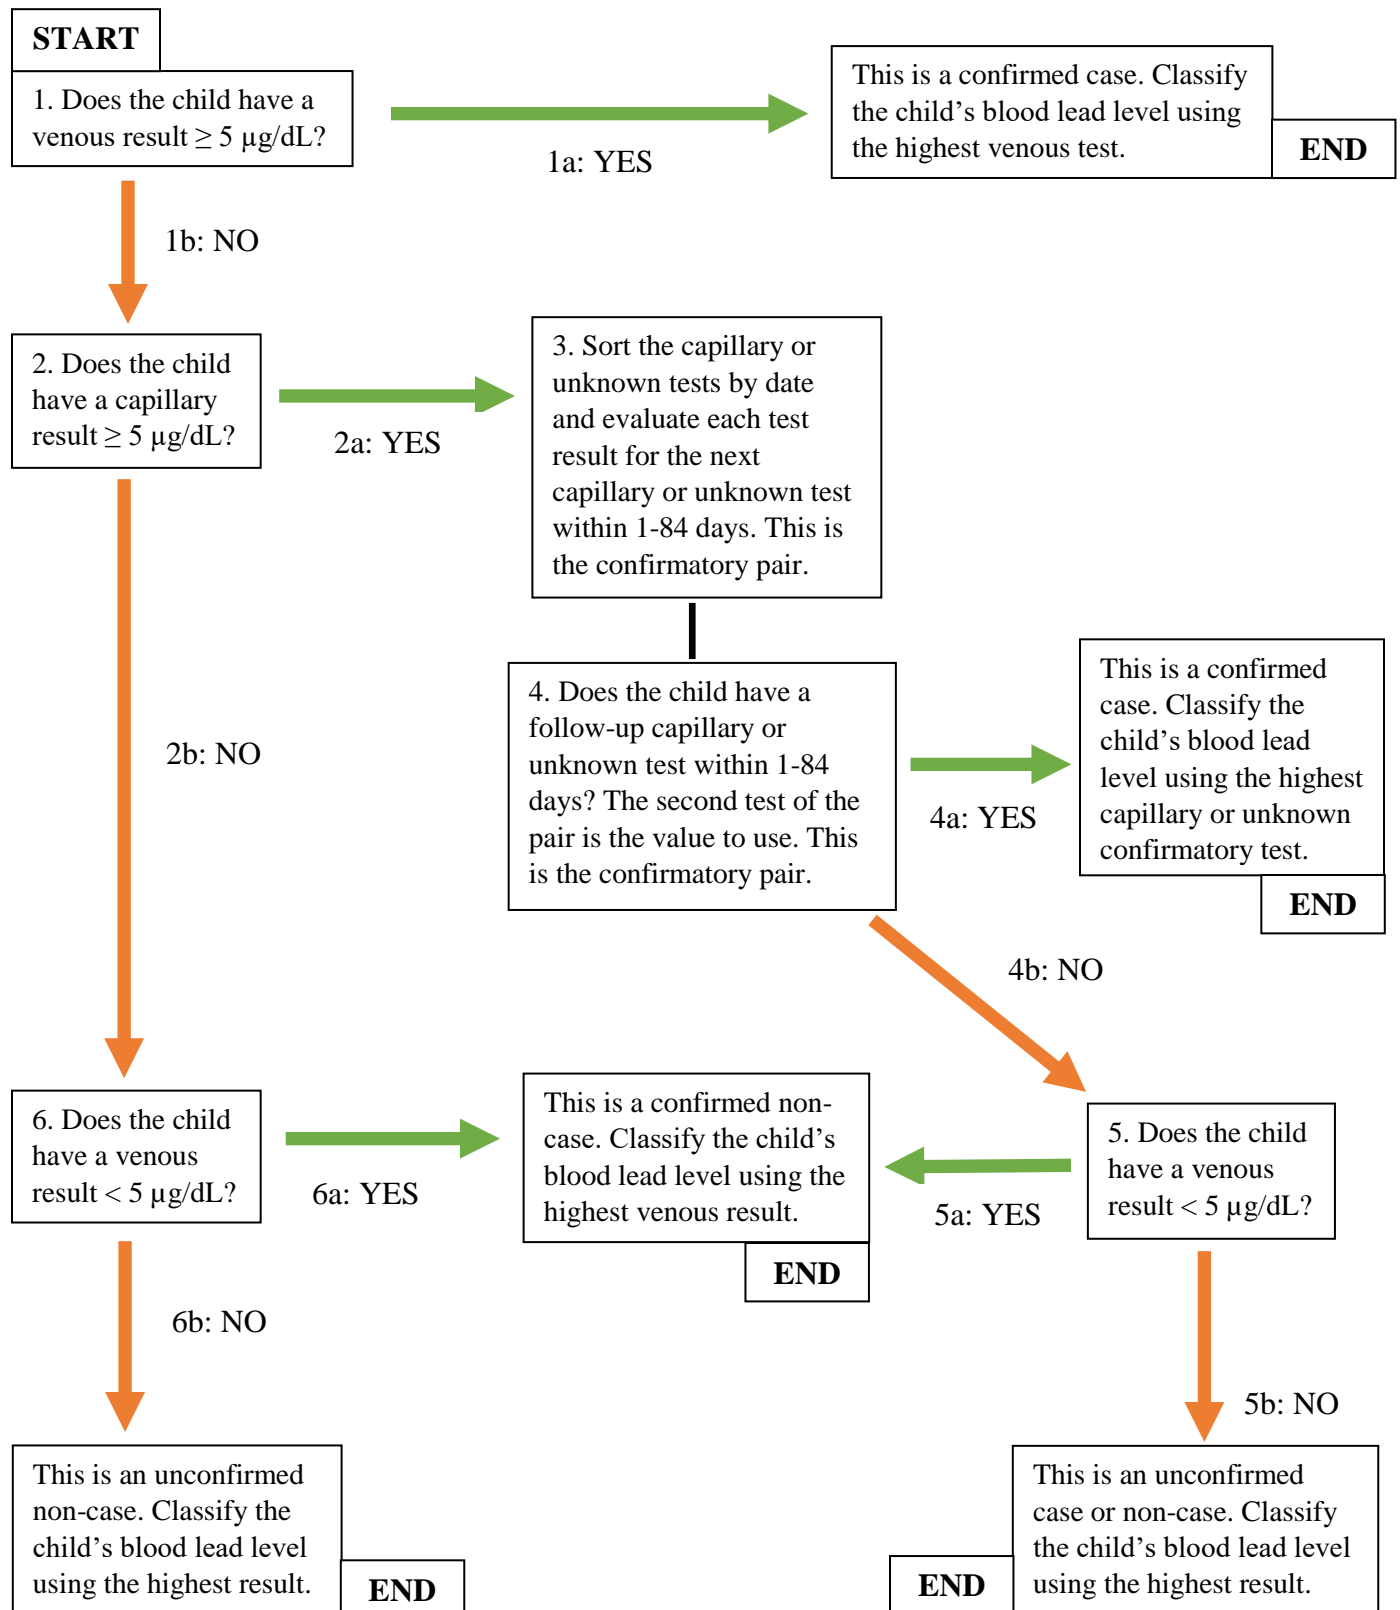 START
1. Does the child have a
venous result ≥ 5 µg/dL?
1a: YES
This is a confirmed case. Classify
the child’s blood lead level using
the highest venous test.
END
1b: NO
2. Does the child
have a capillary
result ≥ 5 µg/dL?
2a: YES
3. Sort the capillary or
unknown tests by date
and evaluate each test
result for the next
capillary or unknown test
within 1-84 days. This is
the confirmatory pair.
2b: NO
4. Does the child have a
follow-up capillary or
unknown test within 1-84
days? The second test of the
pair is the value to use. This
is the confirmatory pair.
4a: YES
This is a confirmed
case. Classify the
child’s blood lead
level using the highest
capillary or unknown
confirmatory test.
END
4b: NO
6. Does the child
have a venous
result < 5 µg/dL?
6a: YES
This is a confirmed non-
case. Classify the child’s
blood lead level using the
highest venous result.
END
5a: YES
5. Does the child
have a venous
result < 5 µg/dL?
6b: NO
5b: NO
This is an unconfirmed
non-case. Classify the
child’s blood lead level
using the highest result.
END
END
This is an unconfirmed
case or non-case. Classify
the child’s blood lead level
using the highest result.